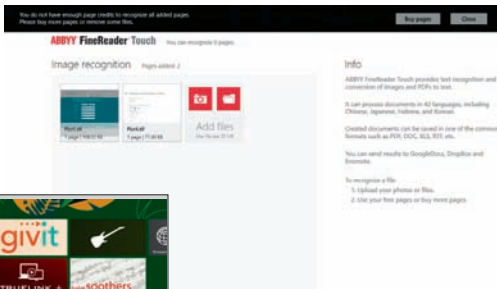 You do not have enough page credits to recognize all added pages.
Please buy more pages or remove some files.
Buy pages
Close
ABBYY FineReader Touch
You can recognize 0 pages.
Image recognition
Pages added: 2
Add files
1 page | 71.60 KB
Info
ABBYY FineReader Touch provides text recognition and
conversion of images and PDFs to text.
It can process documents in 42 languages, including
Chinese, Japanese, Hebrew, and Korean.
Created documents can be saved in one of the common
formats such as PDF, DOC, XLS, RTF, etc.
You can send results to GoogleDocs, Dropbox and
Evernote.
To recognize a file:
1. Upload your photos or files.
2. Use your free pages or buy more pages.
givit
TRUELINK +
soothers